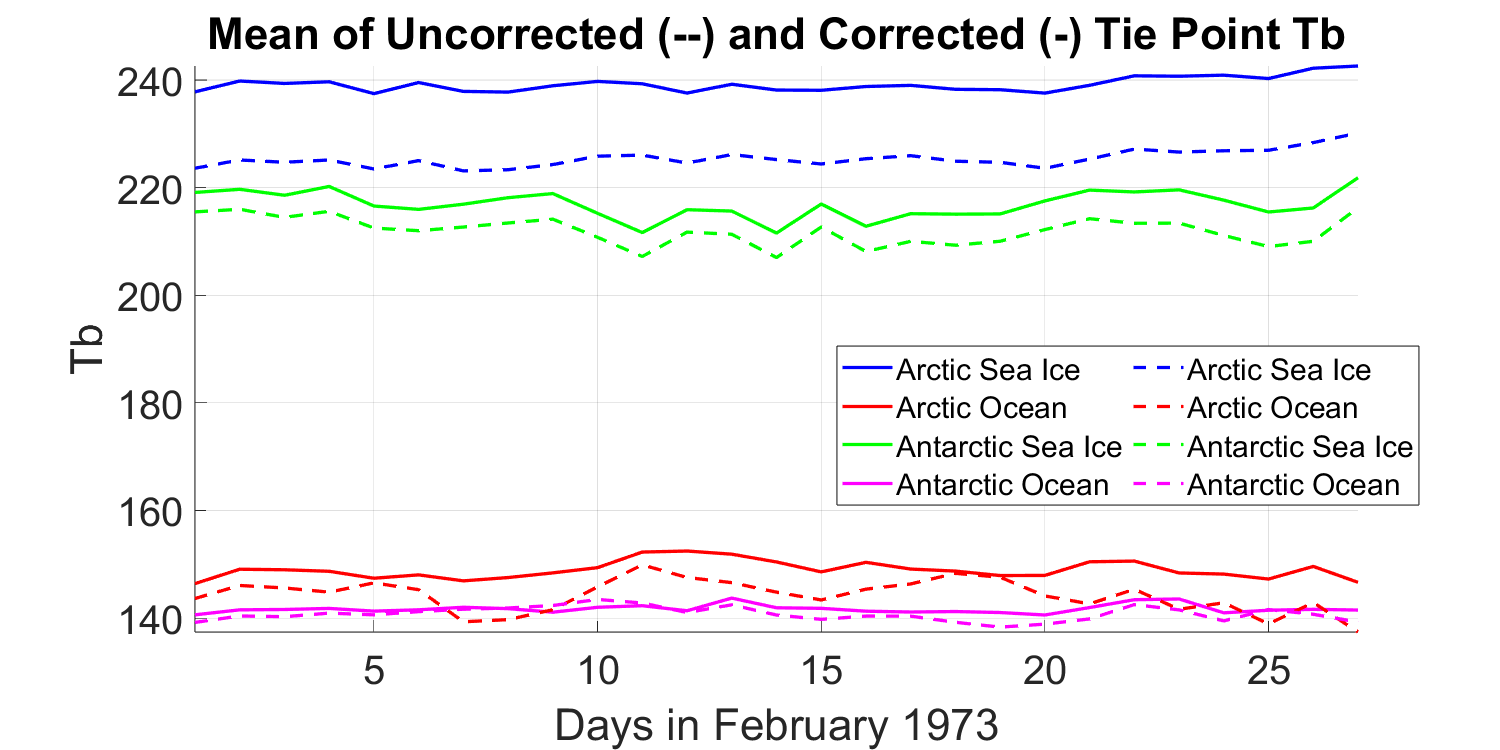 Mean of Uncorrected (--) and Corrected (-) Tie Point Tb
240
220
200
180
160
140
Tb
Arctic Sea Ice
Arctic Ocean
Antarctic Sea Ice
Antarctic Ocean
Arctic Sea Ice
Arctic Ocean
Antarctic Sea Ice
Antarctic Ocean
5 10 15 20 25
Days in February 1973